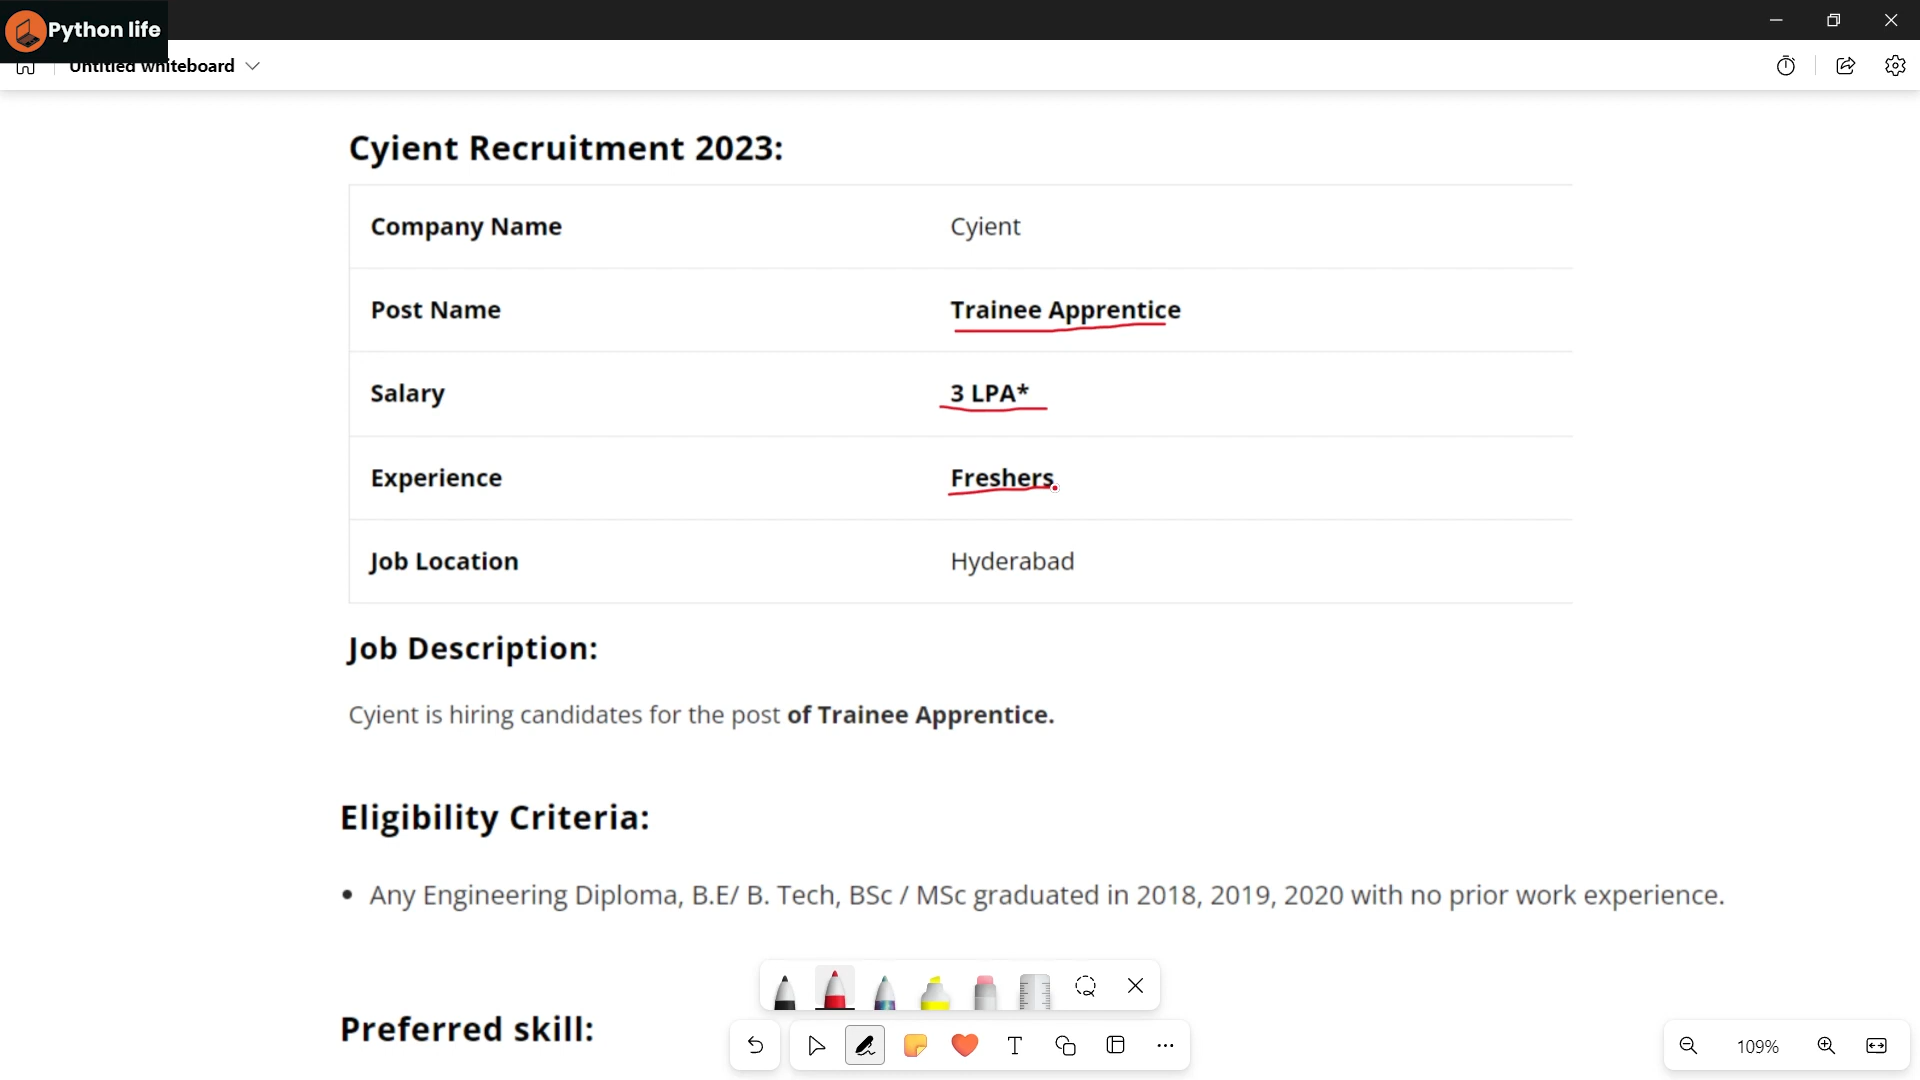 Python life
Untitled whiteboard
Cyient Recruitment 2023:
Company Name Cyient
Post Name Trainee Apprentice
Salary 3 LPA*
Experience Freshers
Job Location Hyderabad
Job Description:
Cyient is hiring candidates for the post of Trainee Apprentice.
Eligibility Criteria:
• Any Engineering Diploma, B.E/ B. Tech, BSc / MSc graduated in 2018, 2019, 2020 with no prior work experience.
Preferred skill:
109%